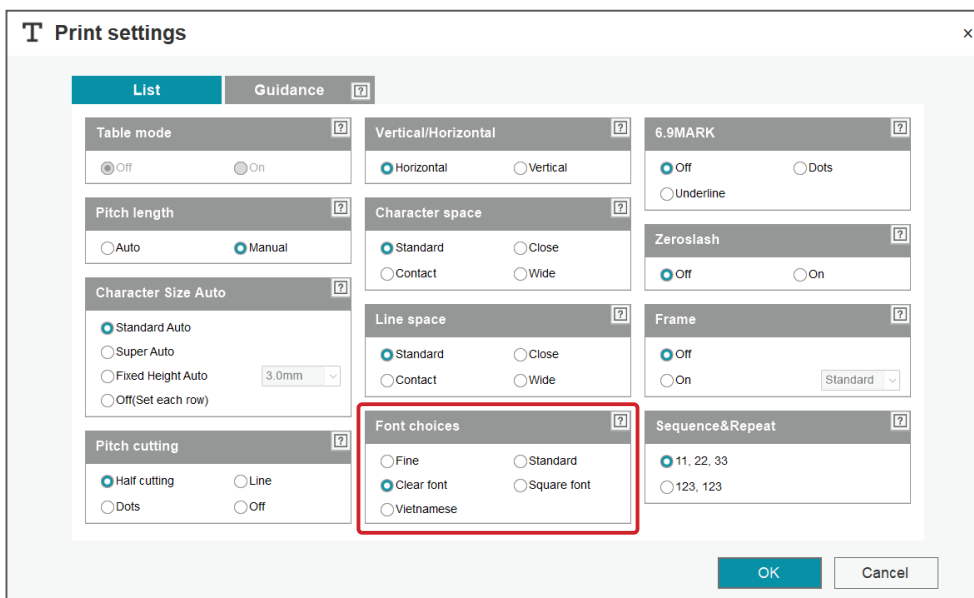 T Print settings ×
List Guidance ?
Table mode ?
Off On
Pitch length ?
Auto Manual
Character Size Auto ?
Standard Auto
Super Auto
Fixed Height Auto 3.0mm
Off(Set each row)
Pitch cutting ?
Half cutting Line
Dots Off
Vertical/Horizontal ?
Horizontal Vertical
Character space ?
Standard Close
Contact Wide
Line space ?
Standard Close
Contact Wide
Font choices ?
Fine Standard
Clear font Square font
Vietnamese
6.9MARK ?
Off Dots
Underline
Zeroslash ?
Off On
Frame ?
Off
On Standard
Sequence&Repeat ?
11, 22, 33
123, 123
OK Cancel